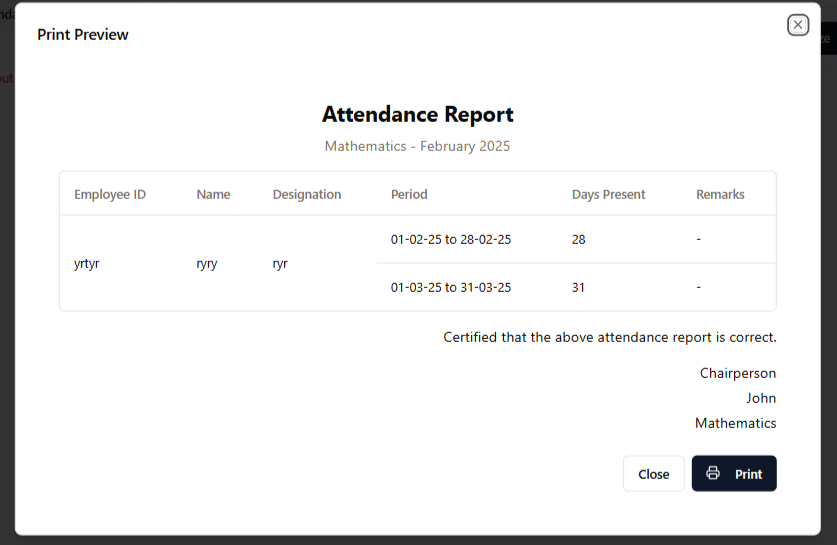 Print Preview
Attendance Report
Mathematics - February 2025
Employee ID Name Designation Period Days Present Remarks
yrtyr ryry ryr 01-02-25 to 28-02-25 28 -
01-03-25 to 31-03-25 31 -
Certified that the above attendance report is correct.
Chairperson
John
Mathematics
Close Print